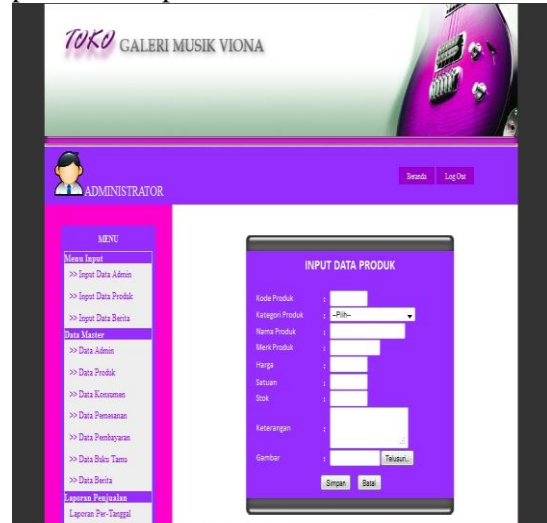 TOKO GALERI MUSIK VIONA
Beranda Log Out
ADMINISTRATOR
MENU
Menu Input
>> Input Data Admin
>> Input Data Produk
>> Input Data Berita
Data Master
>> Data Admin
>> Data Produk
>> Data Konsumen
>> Data Pemesanan
>> Data Pembayaran
>> Data Buku Tamu
>> Data Berita
Laporan Penjualan
Laporan Per-Tanggal
INPUT DATA PRODUK
Kode Produk :
Kategori Produk : --Pilih--
Nama Produk :
Merk Produk :
Harga :
Satuan :
Stok :
Keterangan :
Gambar : Telusuri..
Simpan Batal